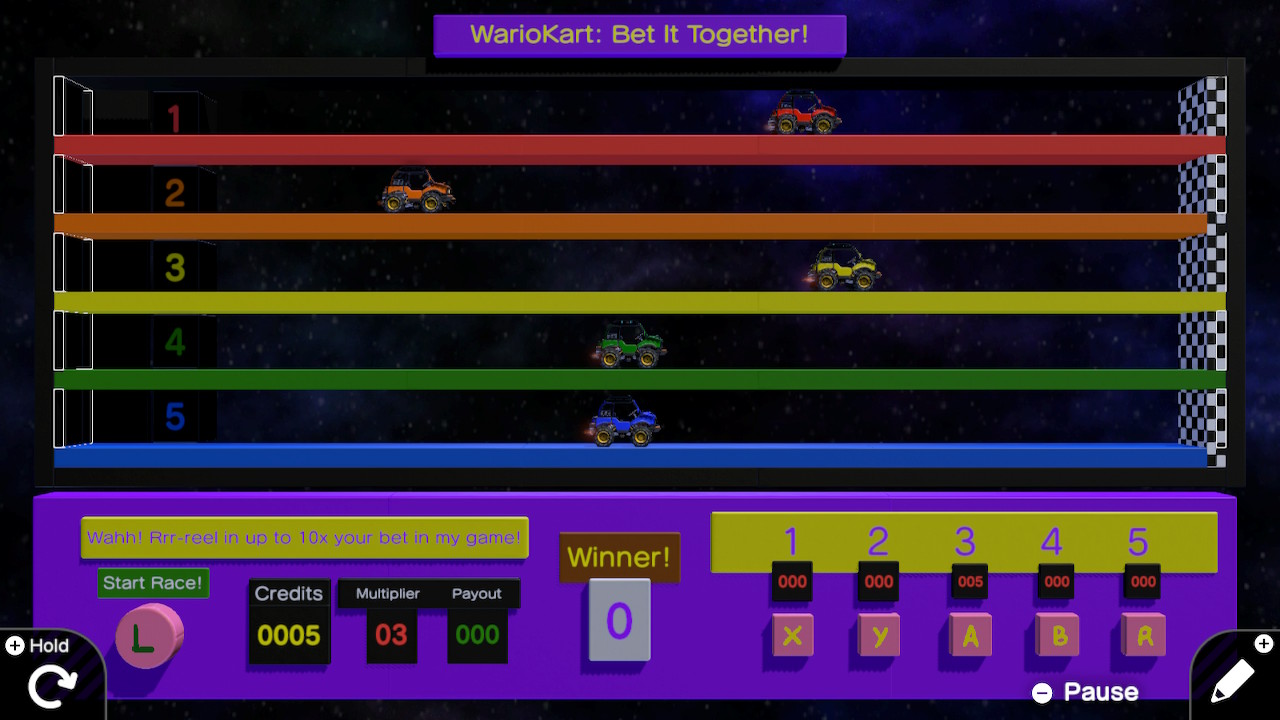 WarioKart: Bet It Together!
1
2
3
4
5
Wahh! Rrr-reel in up to 10x your bet in my game!
Start Race!
L
Credits
0005
Multiplier
03
Payout
000
Winner!
0
1 2 3 4 5
000 000 005 000 000
X Y A B R
+ Hold
+
- Pause